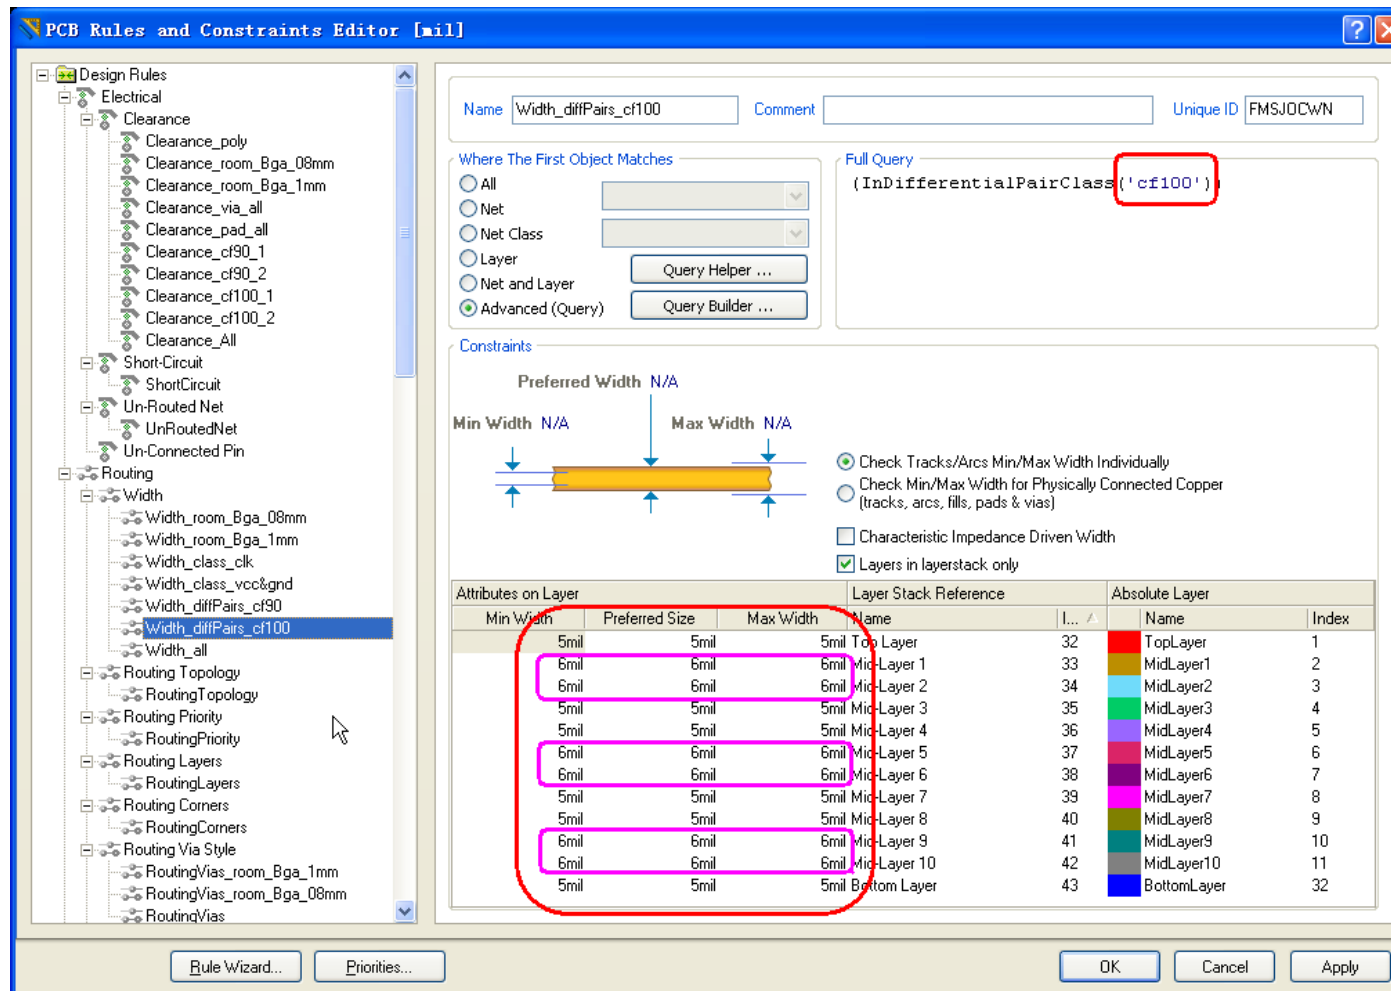 PCB Rules and Constraints Editor [mil]
Design Rules
Electrical
Clearance
Clearance_poly
Clearance_room_Bga_08mm
Clearance_room_Bga_1mm
Clearance_via_all
Clearance_pad_all
Clearance_cf90_1
Clearance_cf90_2
Clearance_cf100_1
Clearance_cf100_2
Clearance_All
Short-Circuit
ShortCircuit
Un-Routed Net
UnRoutedNet
Un-Connected Pin
Routing
Width
Width_room_Bga_08mm
Width_room_Bga_1mm
Width_class_clk
Width_class_vcc&gnd
Width_diffPairs_cf90
Width_diffPairs_cf100
Width_all
Routing Topology
RoutingTopology
Routing Priority
RoutingPriority
Routing Layers
RoutingLayers
Routing Corners
RoutingCorners
Routing Via Style
RoutingVias_room_Bga_1mm
RoutingVias_room_Bga_08mm
RoutingVias
Name Width_diffPairs_cf100 Comment Unique ID FMSJOCWN
Where The First Object Matches
All
Net
Net Class
Layer
Net and Layer
Advanced (Query)
Query Helper ...
Query Builder ...
Full Query
(InDifferentialPairClass('cf100'))
Constraints
Preferred Width N/A
Min Width N/A Max Width N/A
Check Tracks/Arcs Min/Max Width Individually
Check Min/Max Width for Physically Connected Copper
(tracks, arcs, fills, pads & vias)
Characteristic Impedance Driven Width
Layers in layerstack only
Attributes on Layer Layer Stack Reference Absolute Layer
Min Width Preferred Size Max Width Name I... Name Index
5mil 5mil 5mil Top Layer 32 TopLayer 1
6mil 6mil 6mil Mid-Layer 1 33 MidLayer1 2
6mil 6mil 6mil Mid-Layer 2 34 MidLayer2 3
5mil 5mil 5mil Mid-Layer 3 35 MidLayer3 4
5mil 5mil 5mil Mid-Layer 4 36 MidLayer4 5
6mil 6mil 6mil Mid-Layer 5 37 MidLayer5 6
6mil 6mil 6mil Mid-Layer 6 38 MidLayer6 7
5mil 5mil 5mil Mid-Layer 7 39 MidLayer7 8
5mil 5mil 5mil Mid-Layer 8 40 MidLayer8 9
6mil 6mil 6mil Mid-Layer 9 41 MidLayer9 10
6mil 6mil 6mil Mid-Layer 10 42 MidLayer10 11
5mil 5mil 5mil Bottom Layer 43 BottomLayer 32
Rule Wizard... Priorities... OK Cancel Apply